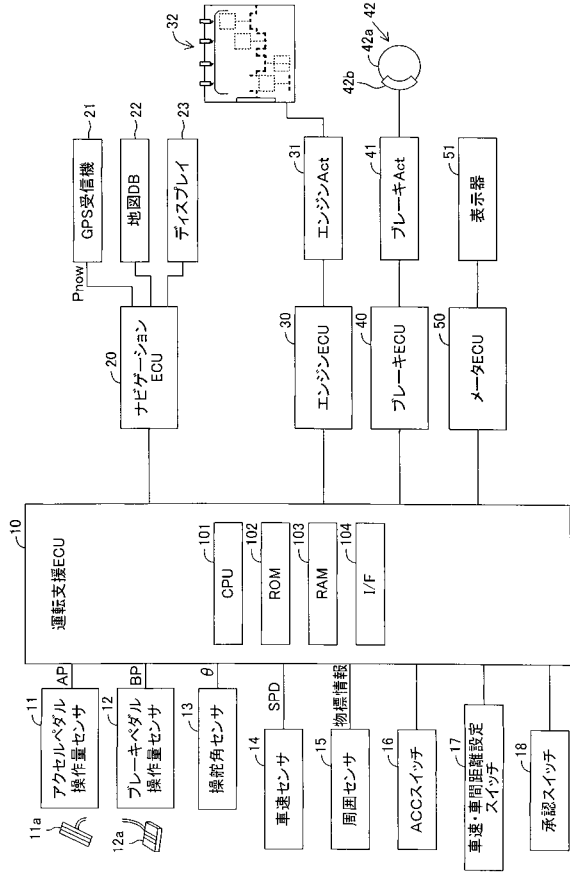 10
運転支援ECU
CPU
101
ROM
102
RAM
103
I/F
104
11a
11
アクセルペダル
操作量センサ
AP
12a
12
ブレーキペダル
操作量センサ
BP
13
操舵角センサ
θ
14
車速センサ
SPD
15
周囲センサ
物標情報
16
ACCスイッチ
17
車速・車間距離設定
スイッチ
18
承認スイッチ
20
ナビゲーション
ECU
Pnow
GPS受信機
21
地図DB
22
ディスプレイ
23
30
エンジンECU
31
エンジンAct
32
40
ブレーキECU
41
ブレーキAct
42
42a
42b
50
メータECU
51
表示器